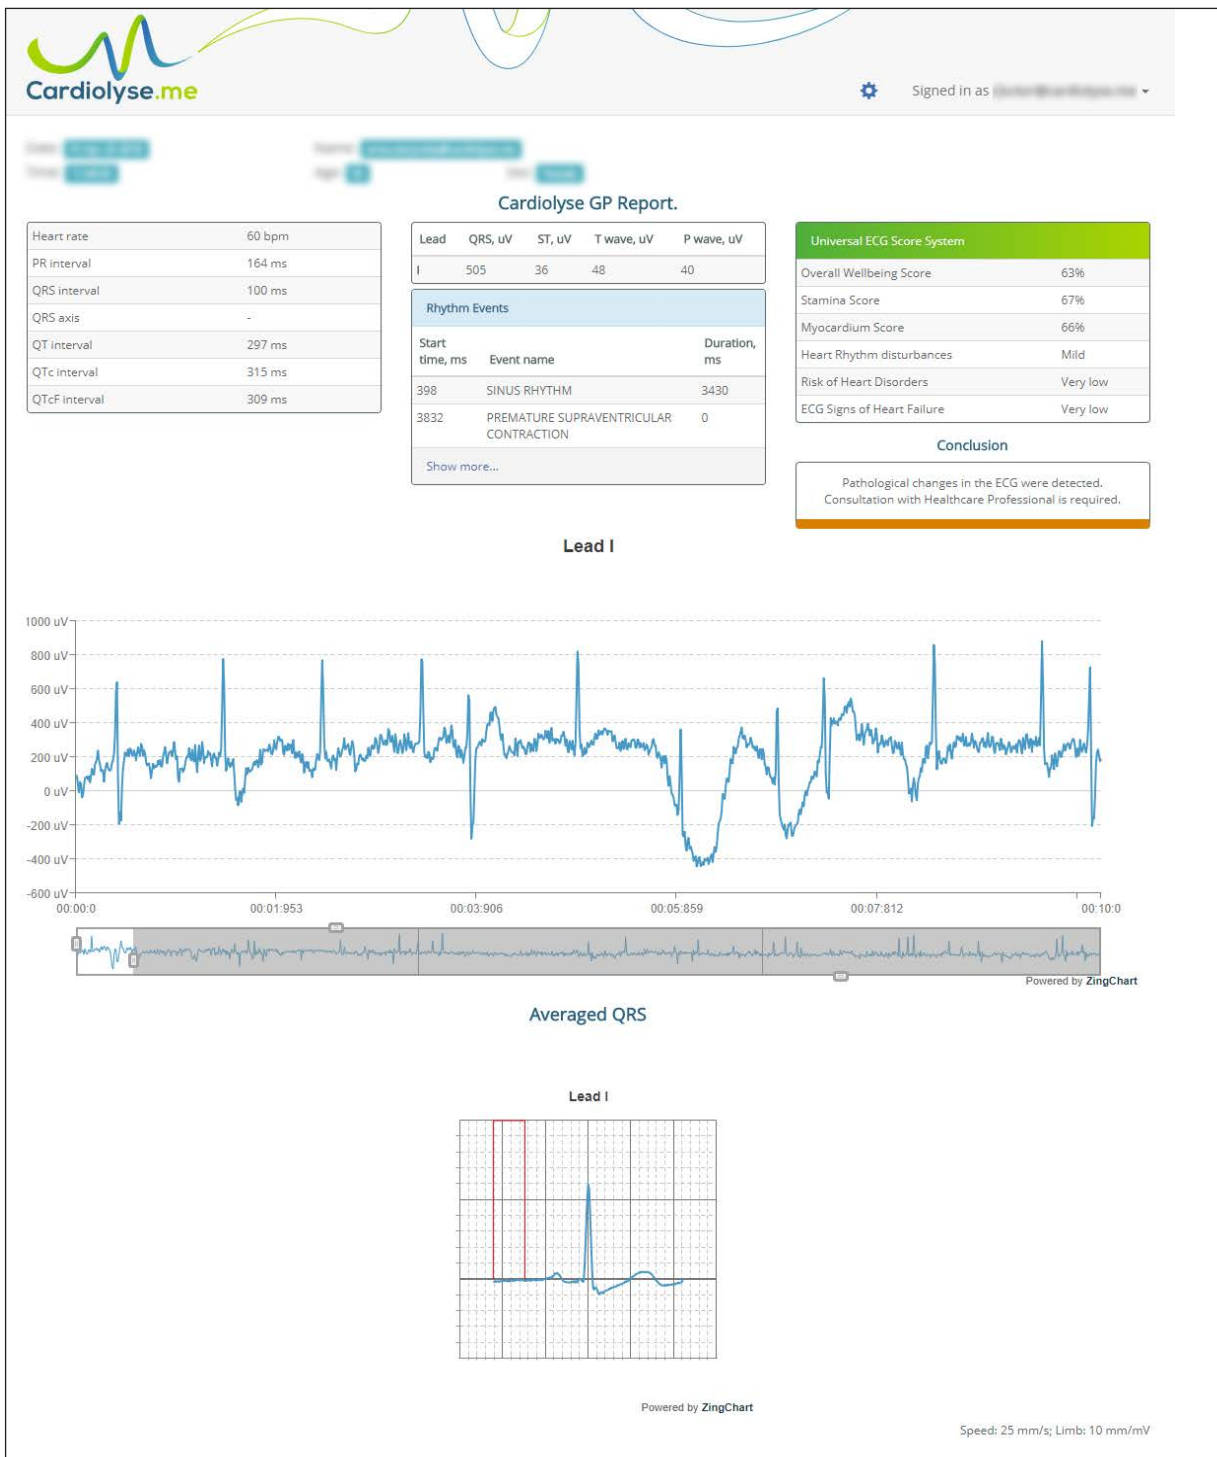 Cardiolyse.me
Signed in as
Date:
Time:
Name:
Age:
Sex:
Cardiolyse GP Report.
Heart rate 60 bpm
PR interval 164 ms
QRS interval 100 ms
QRS axis -
QT interval 297 ms
QTc interval 315 ms
QTcF interval 309 ms
Lead QRS, uV ST, uV T wave, uV P wave, uV
I 505 36 48 40
Rhythm Events
Start time, ms Event name Duration, ms
398 SINUS RHYTHM 3430
3832 PREMATURE SUPRAVENTRICULAR 0
CONTRACTION
Show more...
Universal ECG Score System
Overall Wellbeing Score 63%
Stamina Score 67%
Myocardium Score 66%
Heart Rhythm disturbances Mild
Risk of Heart Disorders Very low
ECG Signs of Heart Failure Very low
Conclusion
Pathological changes in the ECG were detected.
Consultation with Healthcare Professional is required.
Lead I
1000 uV
800 uV
600 uV
400 uV
200 uV
0 uV
-200 uV
-400 uV
-600 uV
00:00:0 00:01:953 00:03:906 00:05:859 00:07:812 00:10:0
Powered by ZingChart
Averaged QRS
Lead I
Powered by ZingChart
Speed: 25 mm/s; Limb: 10 mm/mV